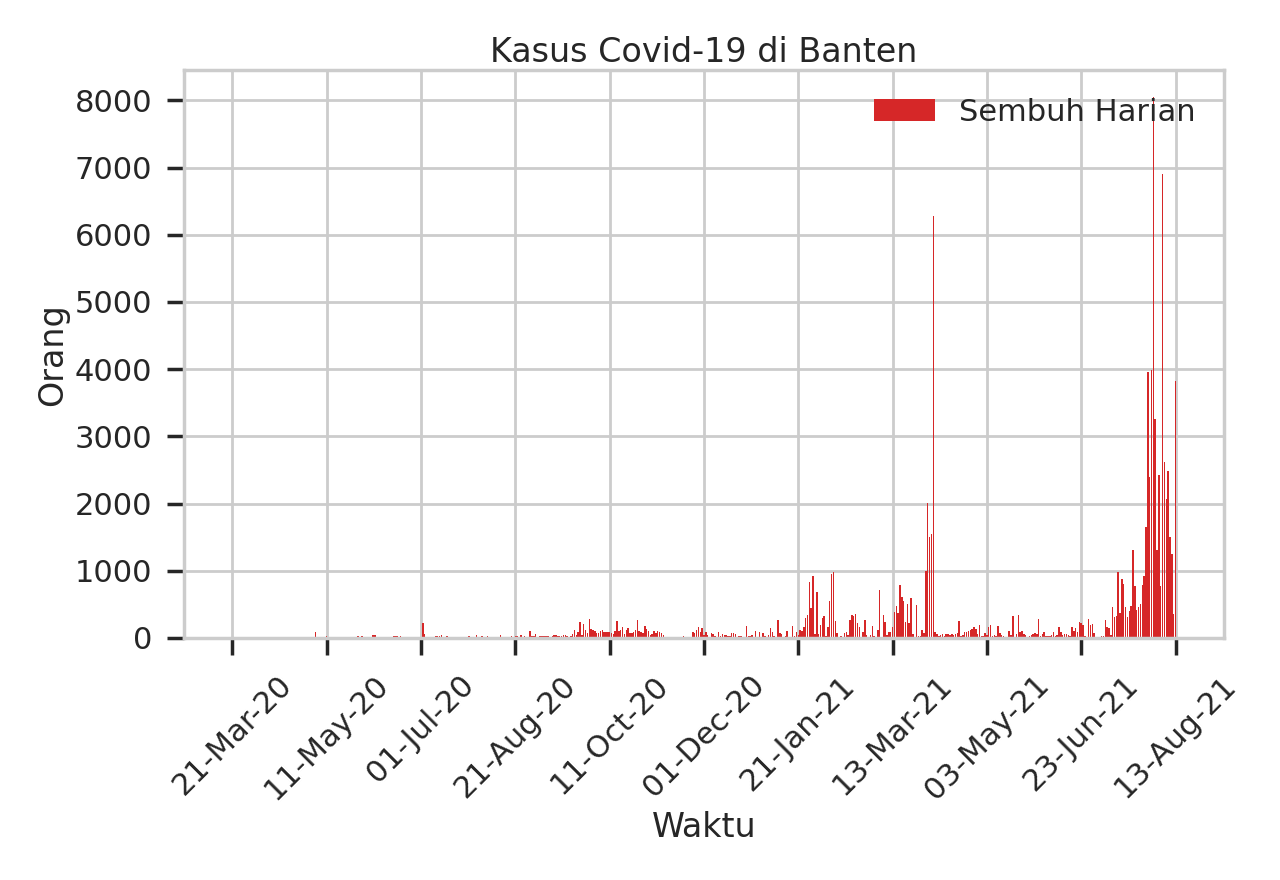 Kasus Covid-19 di Banten
Sembuh Harian
Orang
8000
7000
6000
5000
4000
3000
2000
1000
0
21-Mar-20
11-May-20
01-Jul-20
21-Aug-20
11-Oct-20
01-Dec-20
21-Jan-21
13-Mar-21
03-May-21
23-Jun-21
13-Aug-21
Waktu